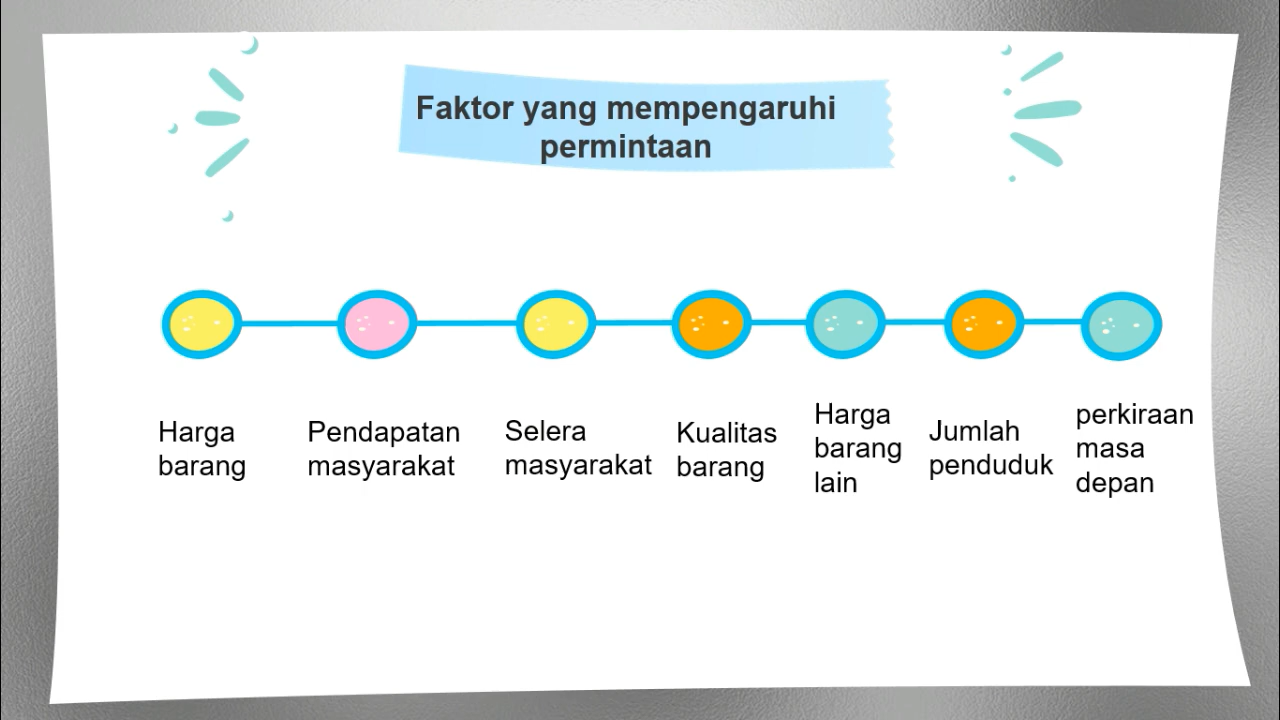 Faktor yang mempengaruhi
permintaan
Harga
barang
Pendapatan
masyarakat
Selera
masyarakat
Kualitas
barang
Harga
barang
lain
Jumlah
penduduk
perkiraan
masa
depan